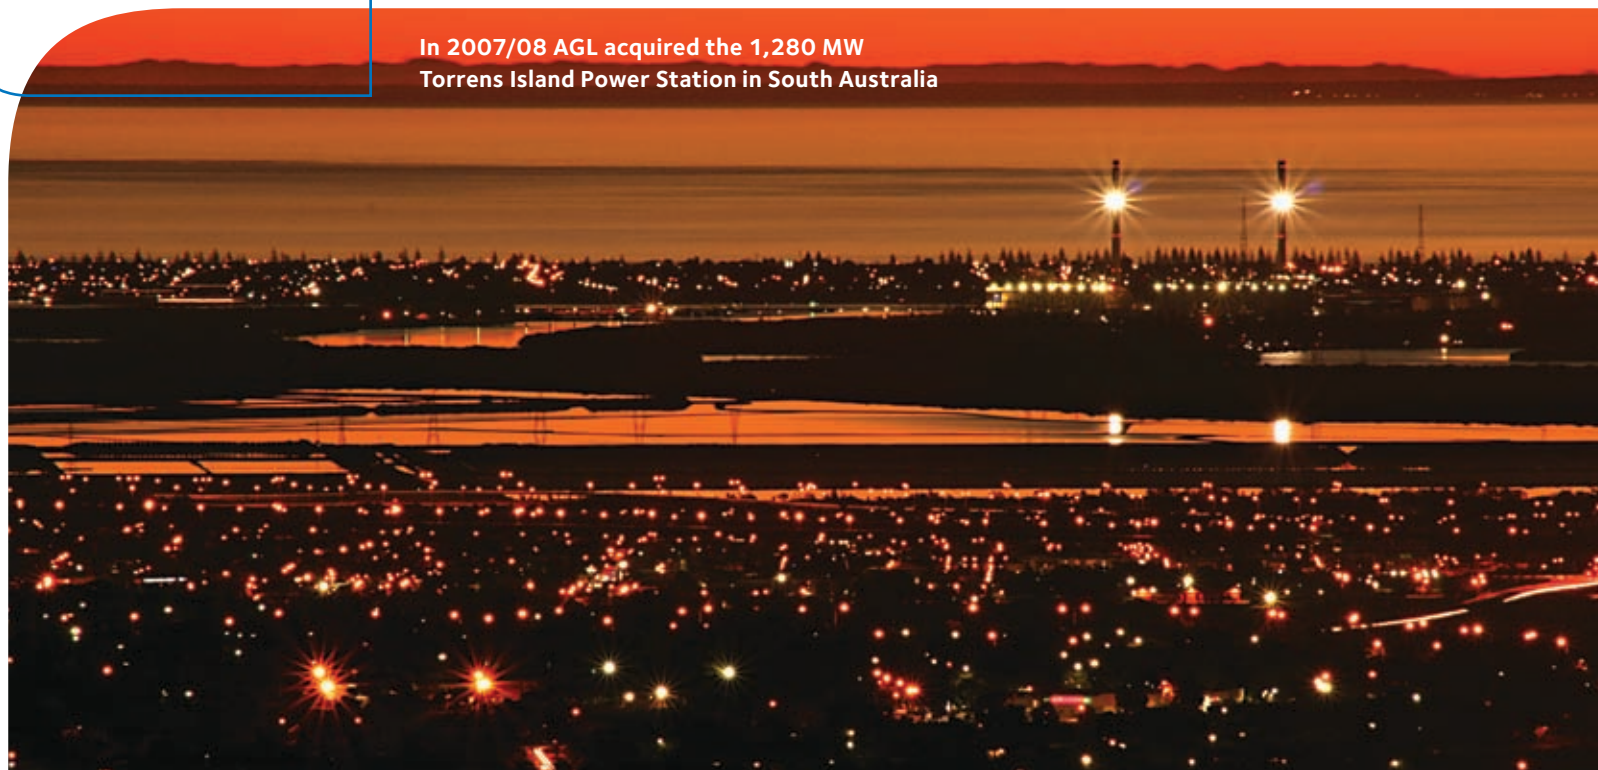 In 2007/08 AGL acquired the 1,280 MW
Torrens Island Power Station in South Australia